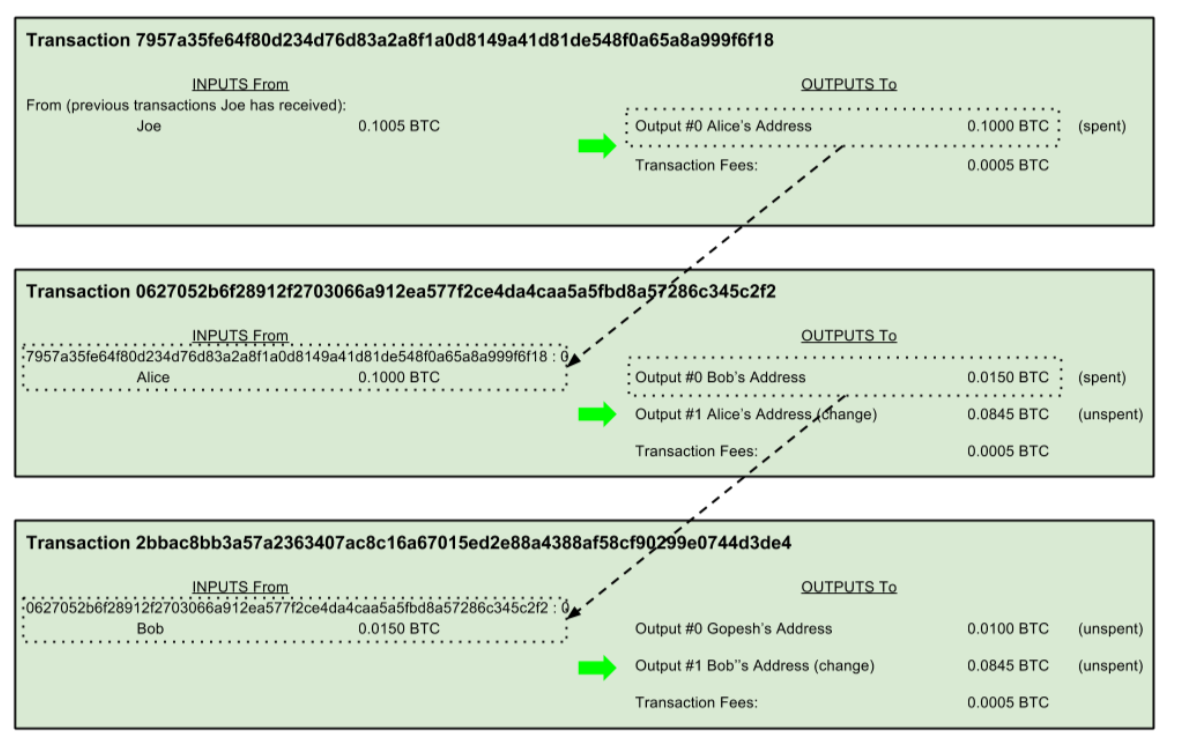 Transaction 7957a35fe64f80d234d76d83a2a8f1a0d8149a41d81de548f0a65a8a999f6f18
INPUTS From OUTPUTS To
From (previous transactions Joe has received):
Joe 0.1005 BTC Output #0 Alice's Address 0.1000 BTC (spent)
Transaction Fees: 0.0005 BTC
Transaction 0627052b6f28912f2703066a912ea577f2ce4da4caa5a5fbd8a57286c345c2f2
INPUTS From OUTPUTS To
7957a35fe64f80d234d76d83a2a8f1a0d8149a41d81de548f0a65a8a999f6f18 : 0
Alice 0.1000 BTC Output #0 Bob's Address 0.0150 BTC (spent)
Output #1 Alice's Address (change) 0.0845 BTC (unspent)
Transaction Fees: 0.0005 BTC
Transaction 2bbac8bb3a57a2363407ac8c16a67015ed2e88a4388af58cf90299e0744d3de4
INPUTS From OUTPUTS To
0627052b6f28912f2703066a912ea577f2ce4da4caa5a5fbd8a57286c345c2f2 : 0
Bob 0.0150 BTC Output #0 Gopesh's Address 0.0100 BTC (unspent)
Output #1 Bob"s Address (change) 0.0845 BTC (unspent)
Transaction Fees: 0.0005 BTC